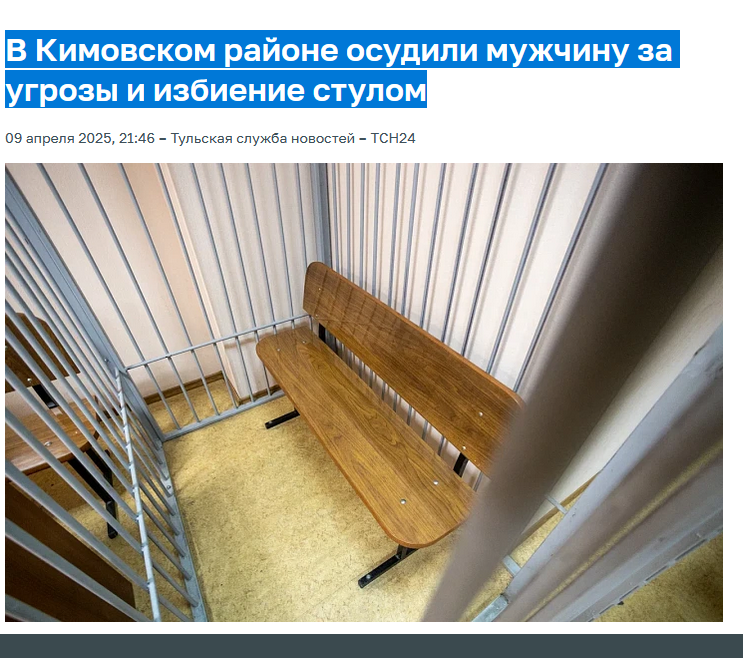 В Кимовском районе осудили мужчину за
угрозы и избиение стулом
09 апреля 2025, 21:46 – Тульская служба новостей – ТСН24